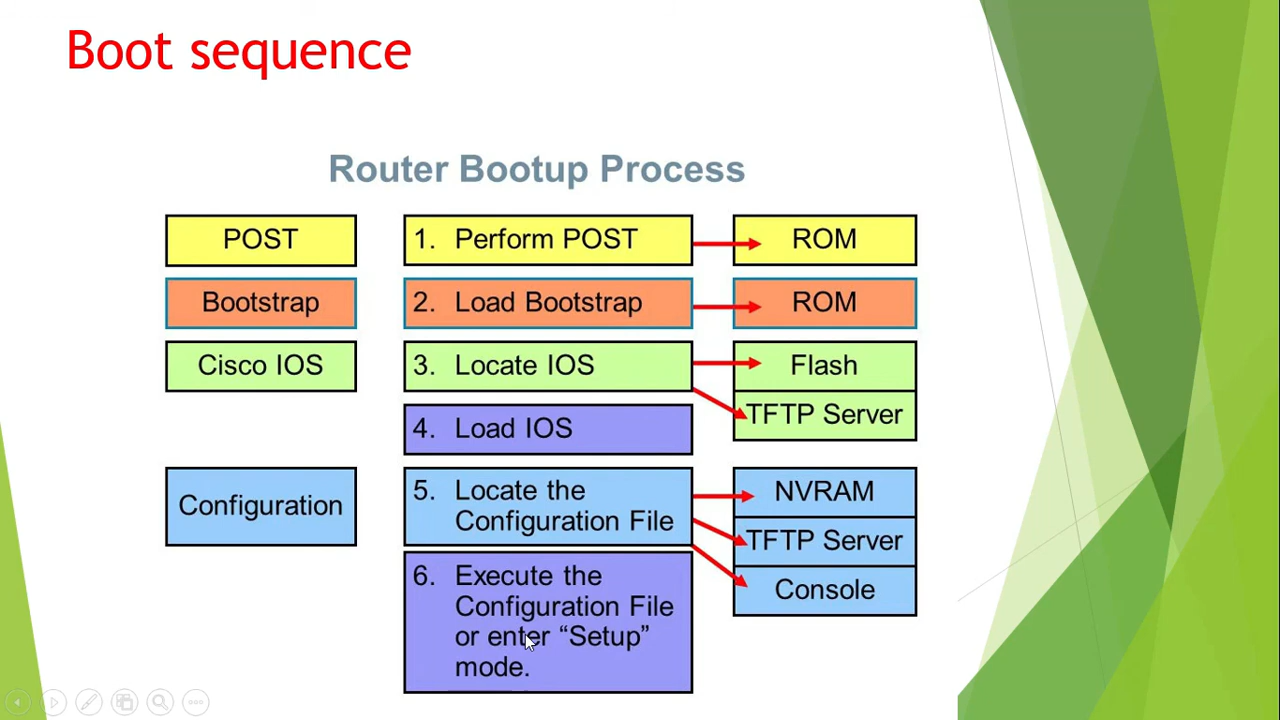 Boot sequence
Router Bootup Process
POST
1. Perform POST
ROM
Bootstrap
2. Load Bootstrap
ROM
Cisco IOS
3. Locate IOS
Flash
TFTP Server
4. Load IOS
Configuration
5. Locate the
Configuration File
NVRAM
TFTP Server
Console
6. Execute the
Configuration File
or enter “Setup”
mode.